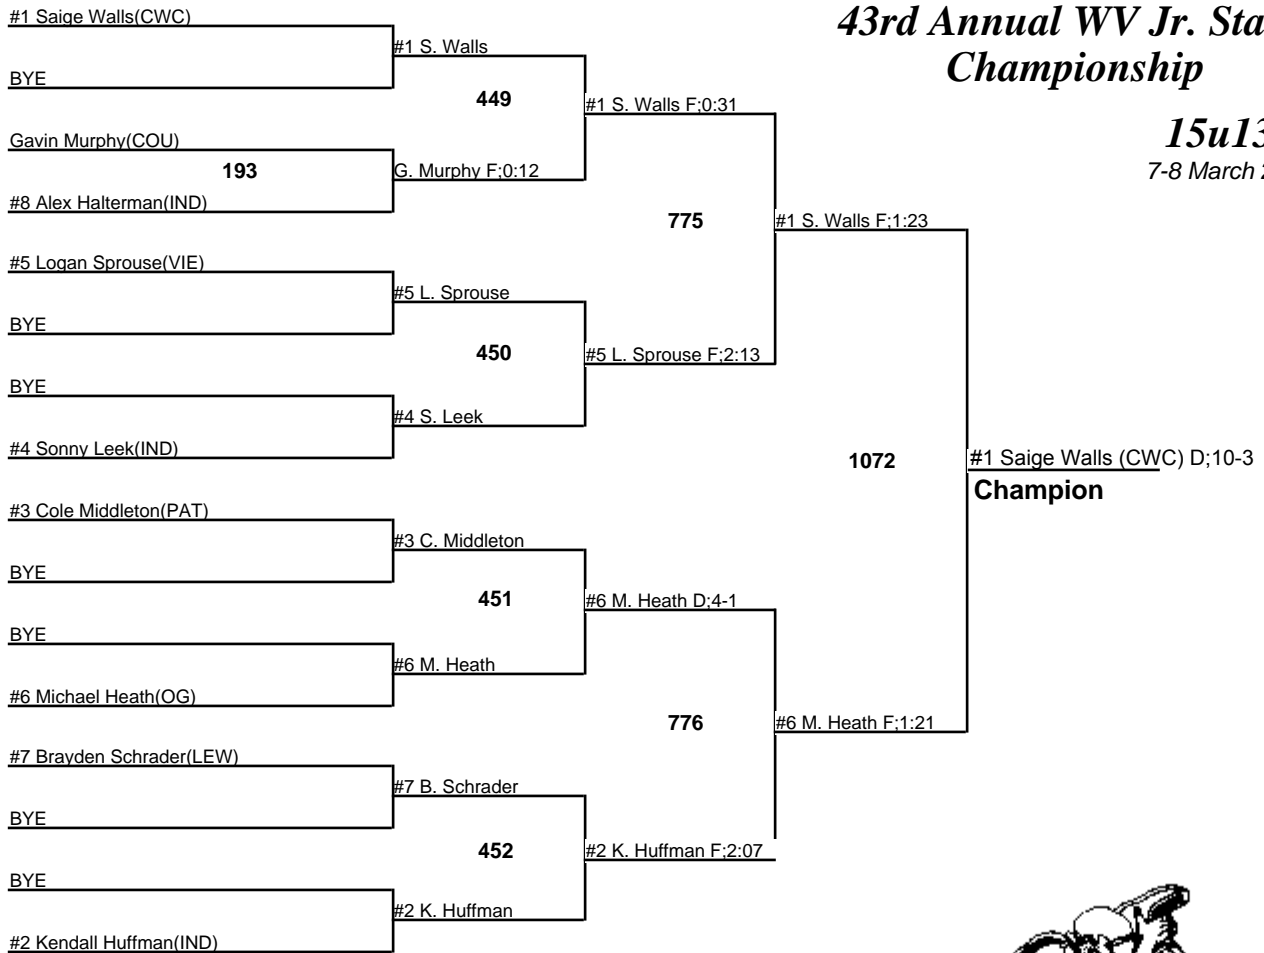 #1 Saige Walls(CWC)
BYE
Gavin Murphy(COU)
193
#8 Alex Halterman(IND)
#5 Logan Sprouse(VIE)
BYE
BYE
#4 Sonny Leek(IND)
#3 Cole Middleton(PAT)
BYE
BYE
#6 Michael Heath(OG)
#7 Brayden Schrader(LEW)
BYE
BYE
#2 Kendall Huffman(IND)
#1 S. Walls
449
G. Murphy F;0:12
#5 L. Sprouse
450
#4 S. Leek
#3 C. Middleton
451
#6 M. Heath
#7 B. Schrader
452
#2 K. Huffman
#1 S. Walls F;0:31
775
#5 L. Sprouse F;2:13
#6 M. Heath D;4-1
776
#2 K. Huffman F;2:07
#1 S. Walls F;1:23
1072
#6 M. Heath F;1:21
#1 Saige Walls (CWC) D;10-3
Champion
43rd Annual WV Jr. Sta
Championship
15u13
7-8 March